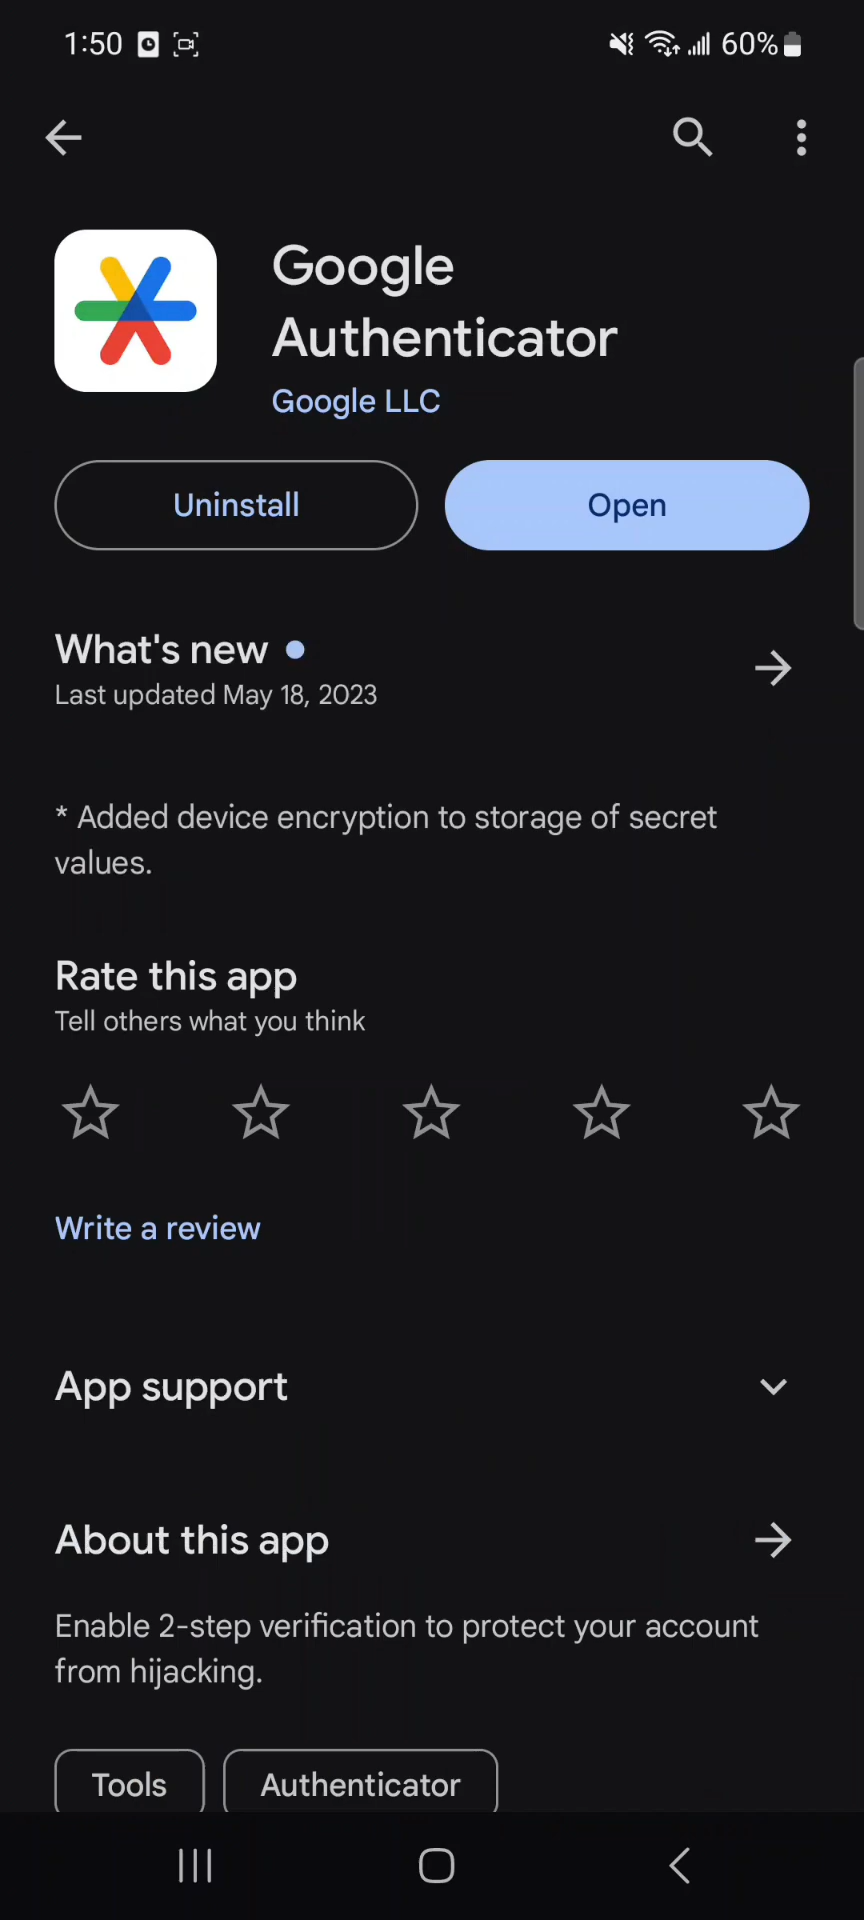 1:50
60%
Google
Authenticator
Google LLC
Uninstall
Open
What's new
Last updated May 18, 2023
* Added device encryption to storage of secret
values.
Rate this app
Tell others what you think
Write a review
App support
About this app
Enable 2-step verification to protect your account
from hijacking.
Tools
Authenticator